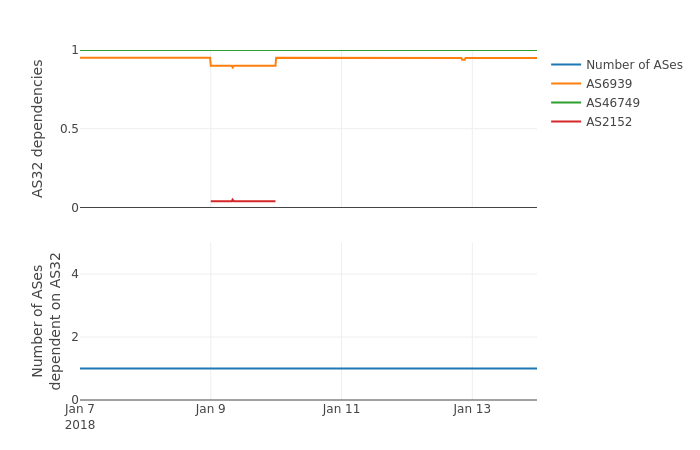 1
0.5
0
AS32 dependencies
Number of ASes
AS6939
AS46749
AS2152
4
2
0
Number of ASes
dependent on AS32
Jan 7
2018
Jan 9
Jan 11
Jan 13